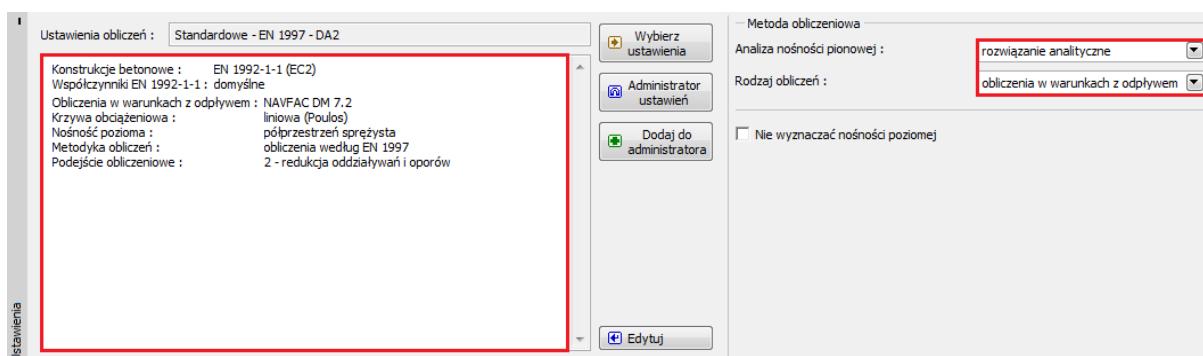 Ustawienia obliczeń : Standardowe - EN 1997 - DA2
Konstrukcje betonowe : EN 1992-1-1 (EC2)
Współczynniki EN 1992-1-1 : domyślne
Obliczenia w warunkach z odpływem : NAVFAC DM 7.2
Krzywa obciążeniowa : liniowa (Poulos)
Nośność pozioma : półprzestrzeń sprężysta
Metodyka obliczeń : obliczenia według EN 1997
Podejście obliczeniowe : 2 - redukcja oddziaływań i oporów
Wybierz
ustawienia
Administrator
ustawień
Dodaj do
administratora
Edytuj
Metoda obliczeniowa
Analiza nośności pionowej : rozwiązanie analityczne
Rodzaj obliczeń : obliczenia w warunkach z odpływem
Nie wyznaczać nośności poziomej